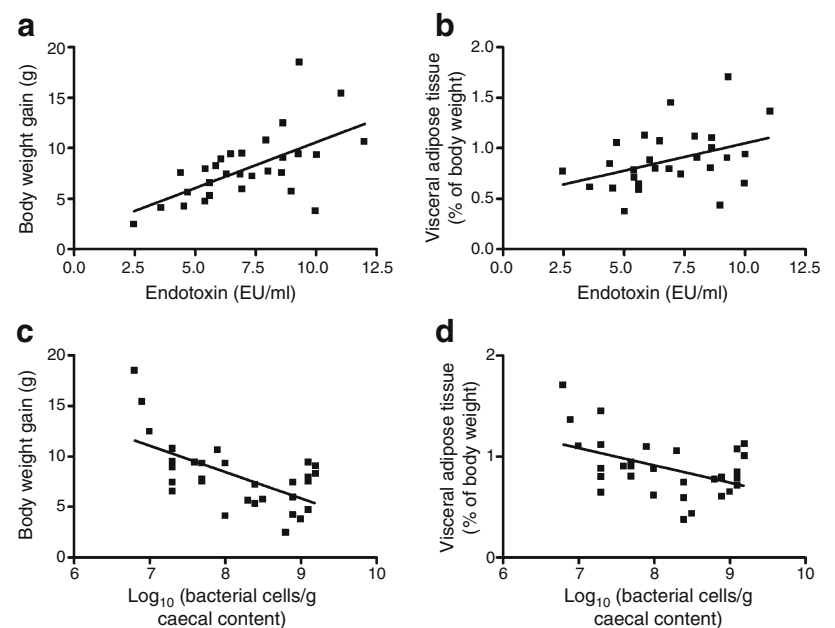 a
Body weight gain (g)
20
15
10
5
0
0.0 2.5 5.0 7.5 10.0 12.5
Endotoxin (EU/ml)
b
Visceral adipose tissue
(% of body weight)
2.0
1.5
1.0
0.5
0.0
0.0 2.5 5.0 7.5 10.0 12.5
Endotoxin (EU/ml)
c
Body weight gain (g)
20
15
10
5
0
6 7 8 9 10
Log₁₀ (bacterial cells/g
caecal content)
d
Visceral adipose tissue
(% of body weight)
2
1
0
6 7 8 9 10
Log₁₀ (bacterial cells/g
caecal content)